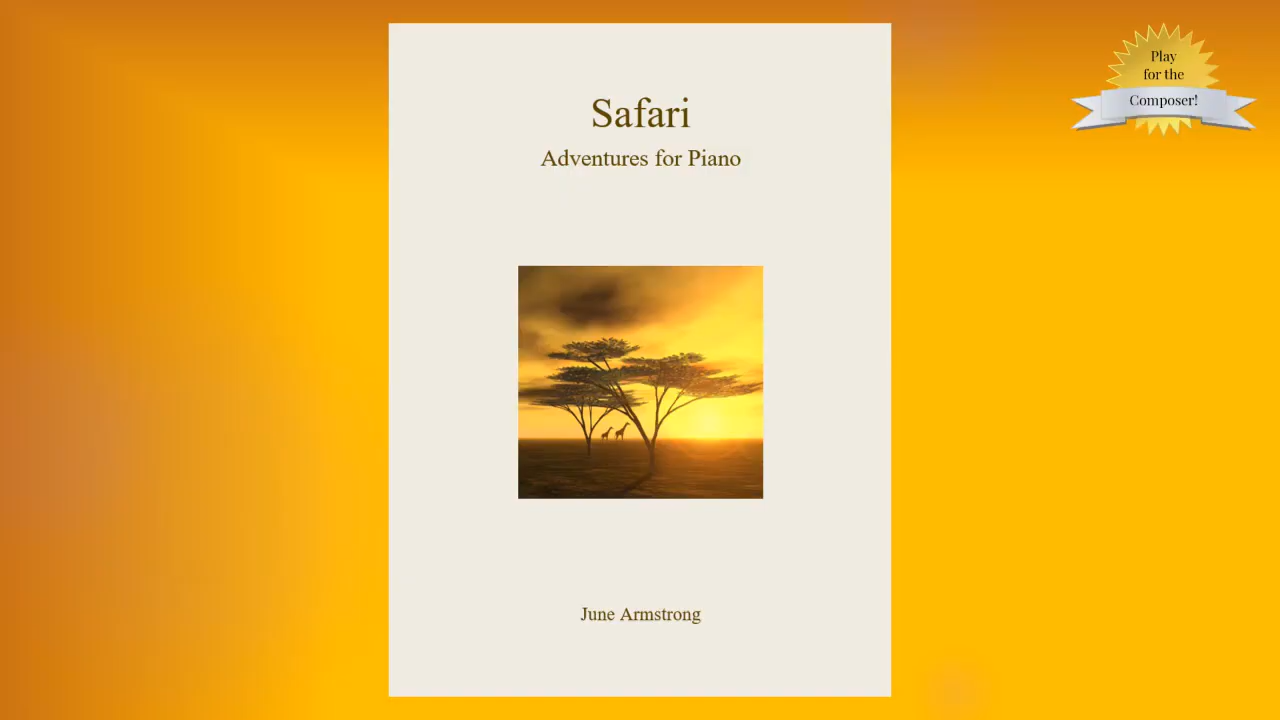 Safari
Adventures for Piano
June Armstrong
Play
for the
Composer!